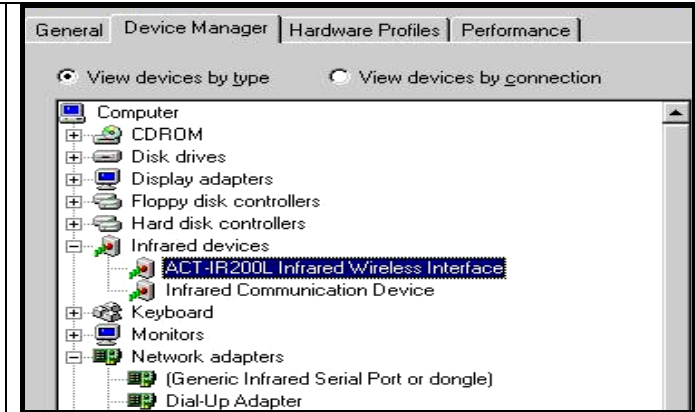 General Device Manager Hardware Profiles Performance
View devices by type View devices by connection
Computer
CDROM
Disk drives
Display adapters
Floppy disk controllers
Hard disk controllers
Infrared devices
ACT-IR200L Infrared Wireless Interface
Infrared Communication Device
Keyboard
Monitors
Network adapters
(Generic Infrared Serial Port or dongle)
Dial-Up Adapter